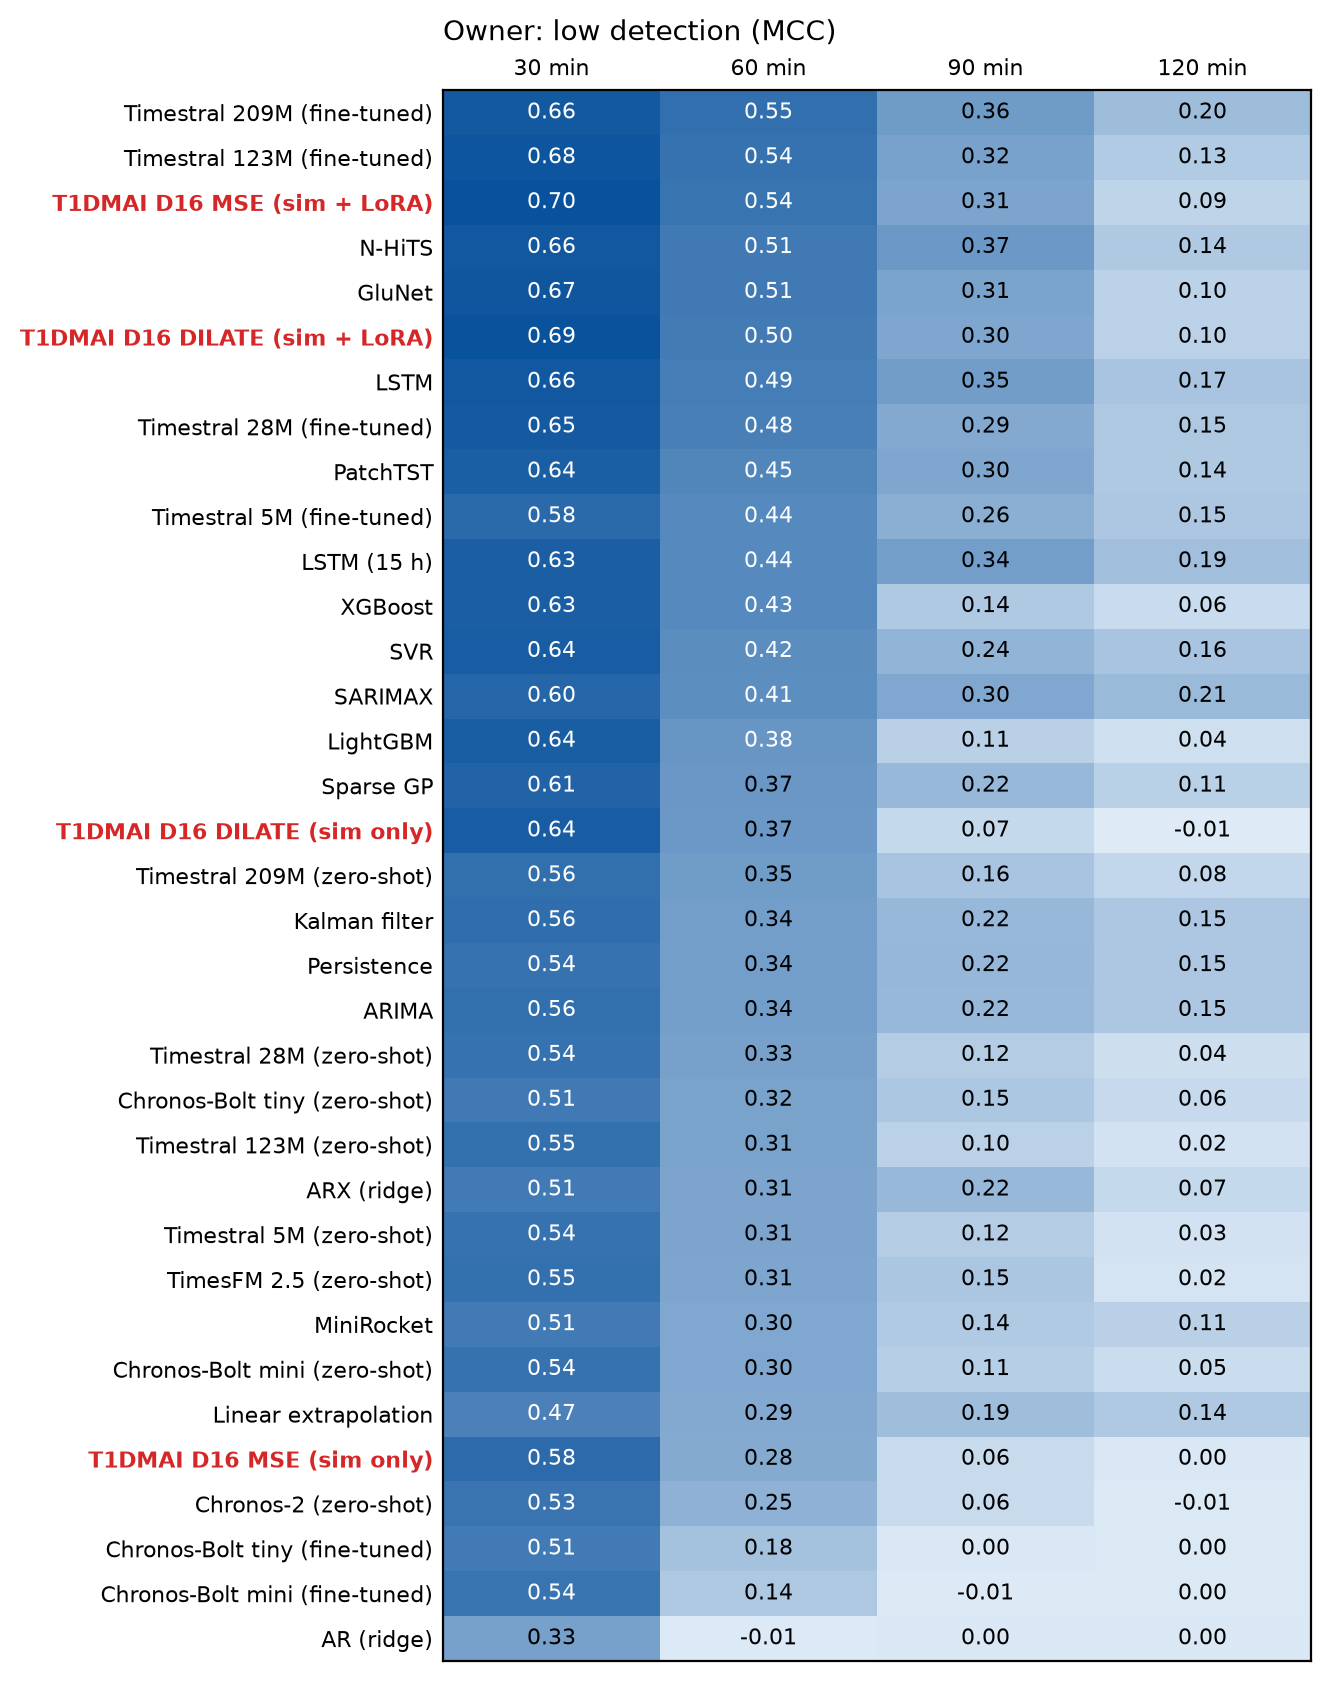 Owner: low detection (MCC)
30 min 60 min 90 min 120 min
Timestral 209M (fine-tuned) 0.66 0.55 0.36 0.20
Timestral 123M (fine-tuned) 0.68 0.54 0.32 0.13
T1DMAI D16 MSE (sim + LoRA) 0.70 0.54 0.31 0.09
N-HiTS 0.66 0.51 0.37 0.14
GluNet 0.67 0.51 0.31 0.10
T1DMAI D16 DILATE (sim + LoRA) 0.69 0.50 0.30 0.10
LSTM 0.66 0.49 0.35 0.17
Timestral 28M (fine-tuned) 0.65 0.48 0.29 0.15
PatchTST 0.64 0.45 0.30 0.14
Timestral 5M (fine-tuned) 0.58 0.44 0.26 0.15
LSTM (15 h) 0.63 0.44 0.34 0.19
XGBoost 0.63 0.43 0.14 0.06
SVR 0.64 0.42 0.24 0.16
SARIMAX 0.60 0.41 0.30 0.21
LightGBM 0.64 0.38 0.11 0.04
Sparse GP 0.61 0.37 0.22 0.11
T1DMAI D16 DILATE (sim only) 0.64 0.37 0.07 -0.01
Timestral 209M (zero-shot) 0.56 0.35 0.16 0.08
Kalman filter 0.56 0.34 0.22 0.15
Persistence 0.54 0.34 0.22 0.15
ARIMA 0.56 0.34 0.22 0.15
Timestral 28M (zero-shot) 0.54 0.33 0.12 0.04
Chronos-Bolt tiny (zero-shot) 0.51 0.32 0.15 0.06
Timestral 123M (zero-shot) 0.55 0.31 0.10 0.02
ARX (ridge) 0.51 0.31 0.22 0.07
Timestral 5M (zero-shot) 0.54 0.31 0.12 0.03
TimesFM 2.5 (zero-shot) 0.55 0.31 0.15 0.02
MiniRocket 0.51 0.30 0.14 0.11
Chronos-Bolt mini (zero-shot) 0.54 0.30 0.11 0.05
Linear extrapolation 0.47 0.29 0.19 0.14
T1DMAI D16 MSE (sim only) 0.58 0.28 0.06 0.00
Chronos-2 (zero-shot) 0.53 0.25 0.06 -0.01
Chronos-Bolt tiny (fine-tuned) 0.51 0.18 0.00 0.00
Chronos-Bolt mini (fine-tuned) 0.54 0.14 -0.01 0.00
AR (ridge) 0.33 -0.01 0.00 0.00